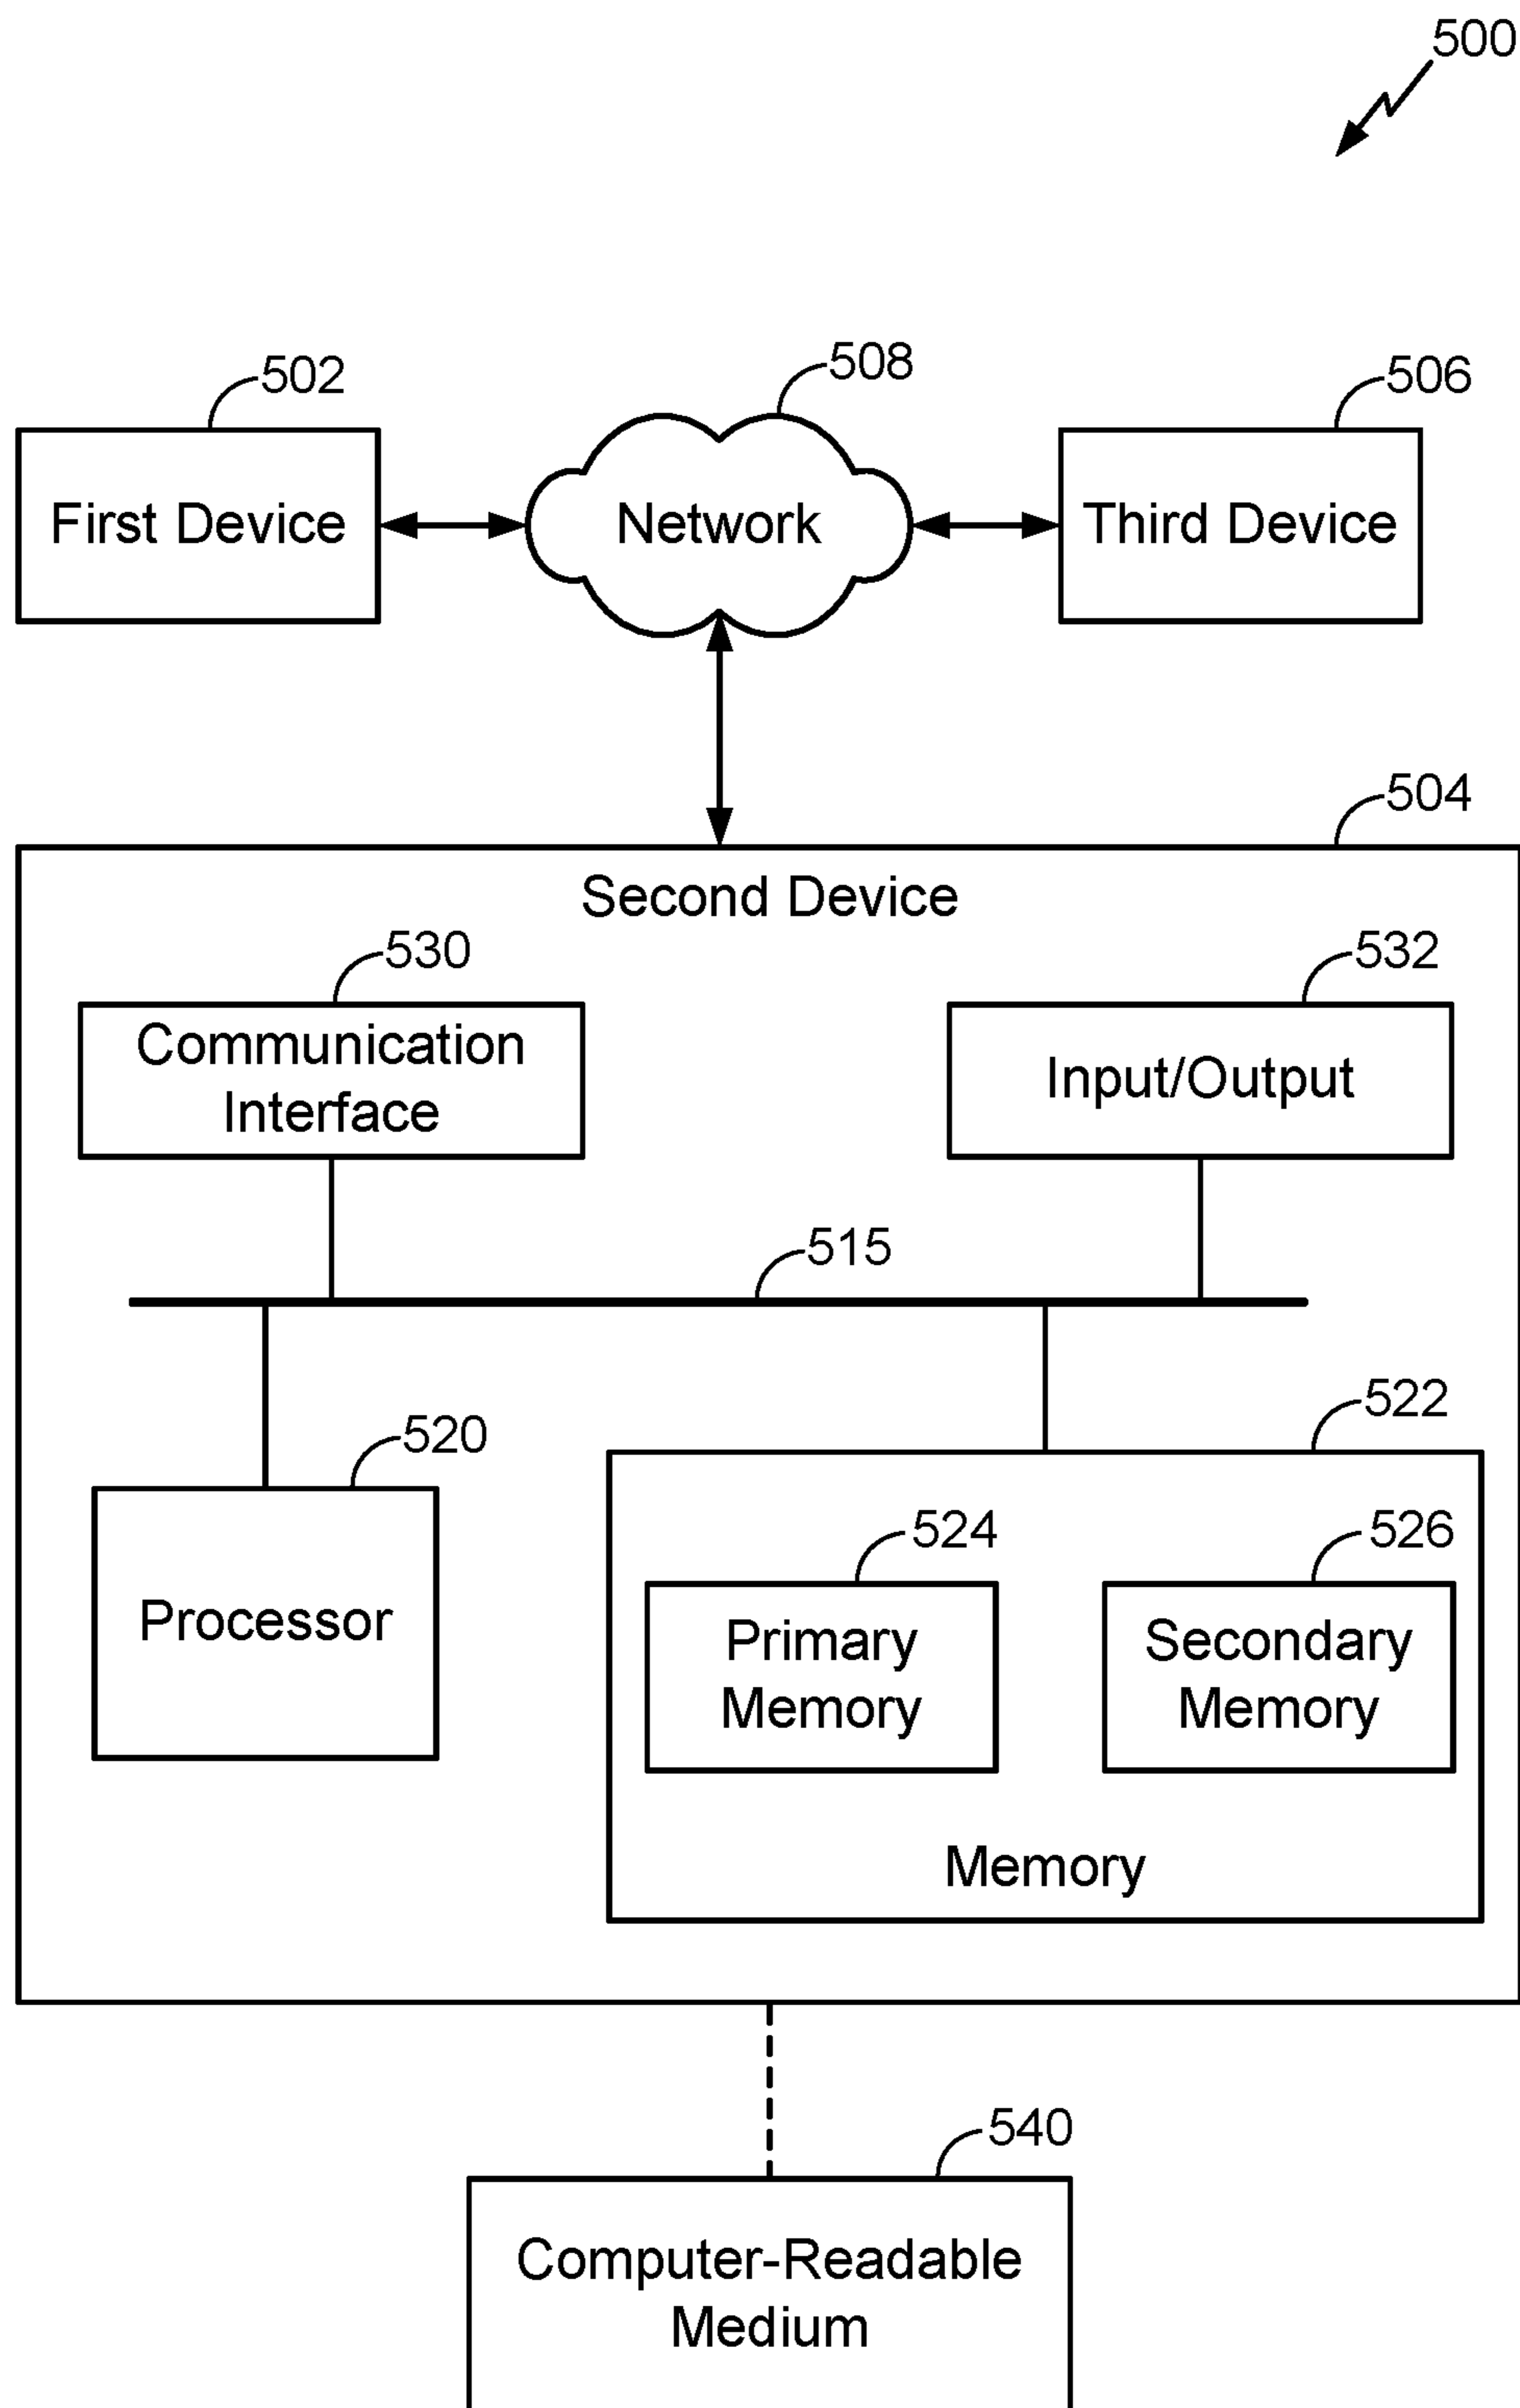 500
502
508
506
First Device
Network
Third Device
504
Second Device
530
532
Communication
Interface
Input/Output
515
522
520
524
526
Processor
Primary
Memory
Secondary
Memory
Memory
540
Computer-Readable
Medium